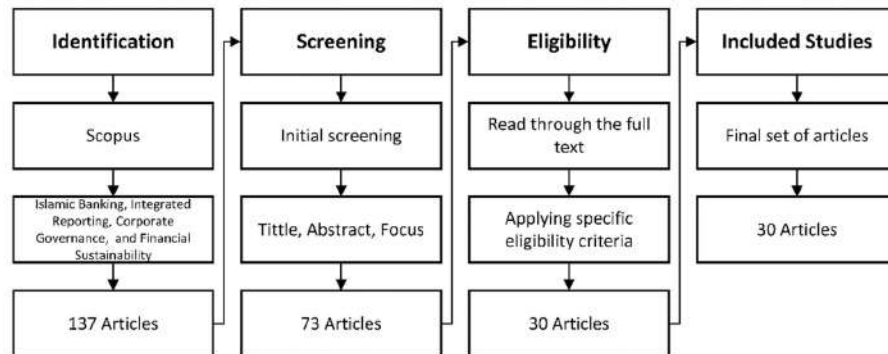 Identification
Scopus
Islamic Banking, Integrated
Reporting, Corporate
Governance, and Financial
Sustainability
137 Articles
Screening
Initial screening
Tittle, Abstract, Focus
73 Articles
Eligibility
Read through the full
text
Applying specific
eligibility criteria
30 Articles
Included Studies
Final set of articles
30 Articles